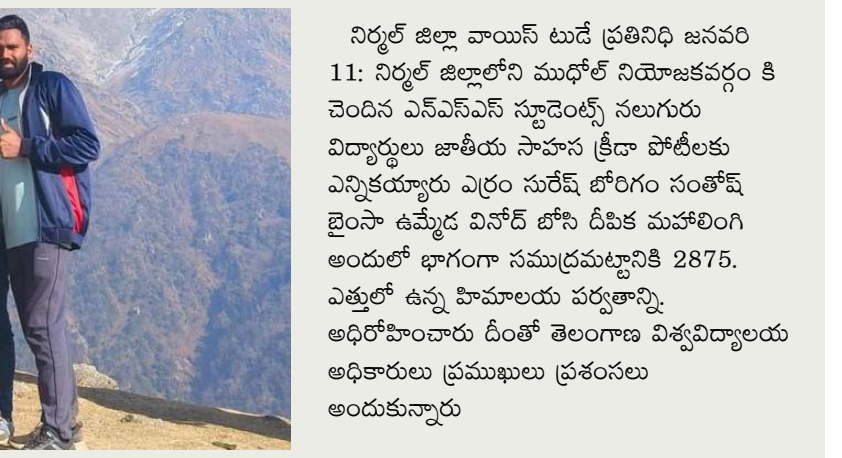 నిర్మల్ జిల్లా వాయిస్ టుడే ప్రతినిధి జనవరి
11: నిర్మల్ జిల్లాలోని ముధోల్ నియోజకవర్గం కి
చెందిన ఎన్ఎస్ఎస్ స్టూడెంట్స్ నలుగురు
విద్యార్థులు జాతీయ సాహస క్రీడా పోటీలకు
ఎన్నికయ్యారు ఎర్రం సురేష్ బోరిగం సంతోష్
బైంసా ఉమ్మేడ వినోద్ బోసి దీపిక మహాలింగి
అందులో భాగంగా సముద్రమట్టానికి 2875.
ఎత్తులో ఉన్న హిమాలయ పర్వతాన్ని.
అధిరోహించారు దీంతో తెలంగాణ విశ్వవిద్యాలయ
అధికారులు ప్రముఖులు ప్రశంసలు
అందుకున్నారు